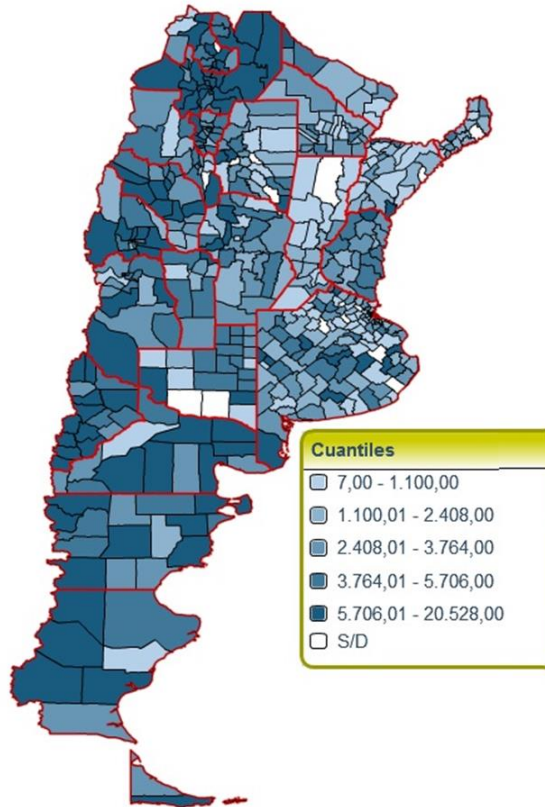 Cuantiles
7,00 - 1.100,00
1.100,01 - 2.408,00
2.408,01 - 3.764,00
3.764,01 - 5.706,00
5.706,01 - 20.528,00
S/D